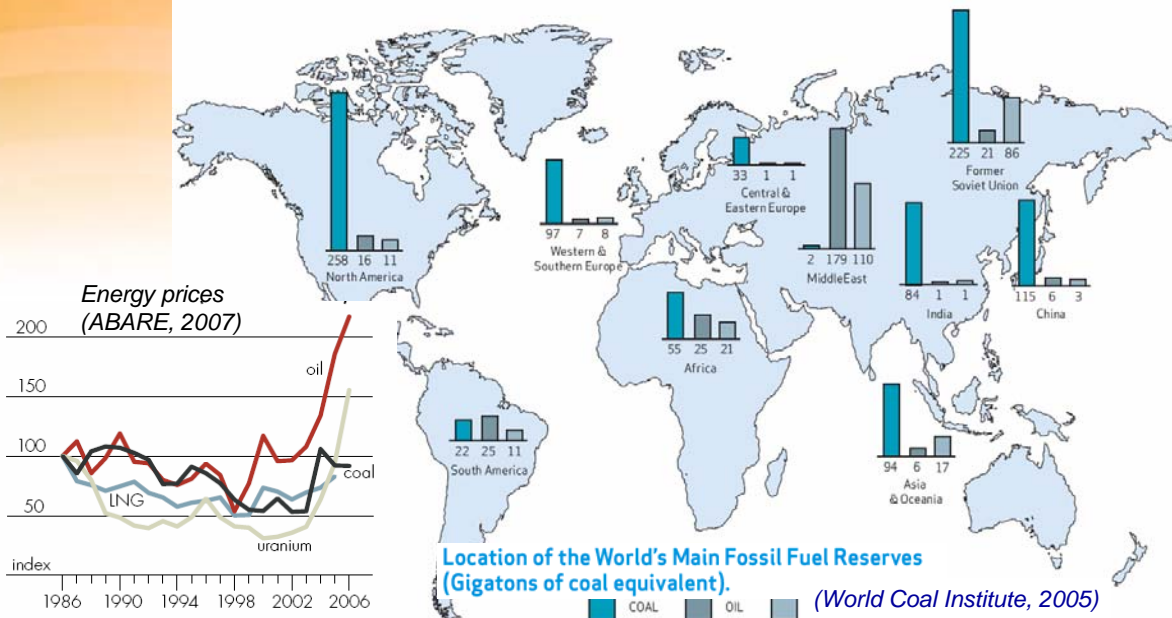 225 21 86
Former
Soviet Union
33 1 1
Central &
Eastern Europe
97 7 8
Western &
Southern Europe
258 16 11
North America
2 179 110
MiddleEast
84 1 1
India
115 6 3
China
55 25 21
Africa
22 25 11
South America
94 6 17
Asia
& Oceania
Energy prices
(ABARE, 2007)
200
oil
150
100
coal
LNG
50
uranium
index
1986 1990 1994 1998 2002 2006
Location of the World's Main Fossil Fuel Reserves
(Gigatons of coal equivalent).
COAL OIL
(World Coal Institute, 2005)